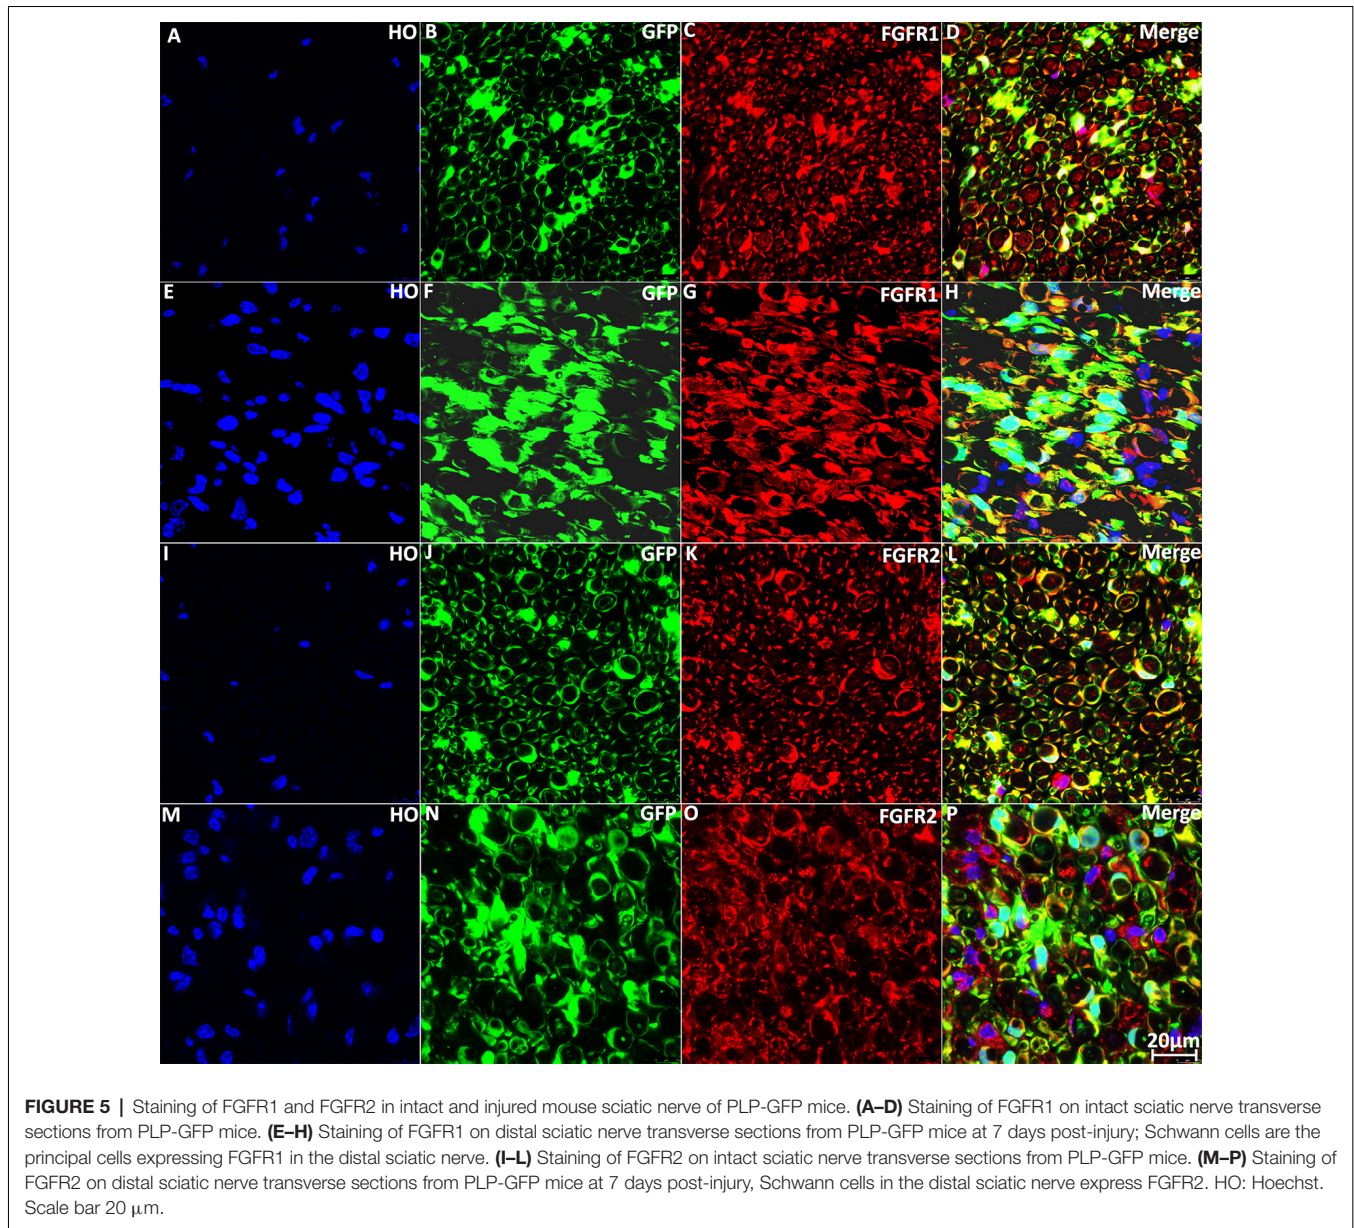 A HO B GFP C FGFR1 D Merge
E HO F GFP G FGFR1 H Merge
I HO J GFP K FGFR2 L Merge
M HO N GFP O FGFR2 P Merge
20µm
FIGURE 5 | Staining of FGFR1 and FGFR2 in intact and injured mouse sciatic nerve of PLP-GFP mice. (A–D) Staining of FGFR1 on intact sciatic nerve transverse
sections from PLP-GFP mice. (E–H) Staining of FGFR1 on distal sciatic nerve transverse sections from PLP-GFP mice at 7 days post-injury; Schwann cells are the
principal cells expressing FGFR1 in the distal sciatic nerve. (I–L) Staining of FGFR2 on intact sciatic nerve transverse sections from PLP-GFP mice. (M–P) Staining of
FGFR2 on distal sciatic nerve transverse sections from PLP-GFP mice at 7 days post-injury, Schwann cells in the distal sciatic nerve express FGFR2. HO: Hoechst.
Scale bar 20 µm.